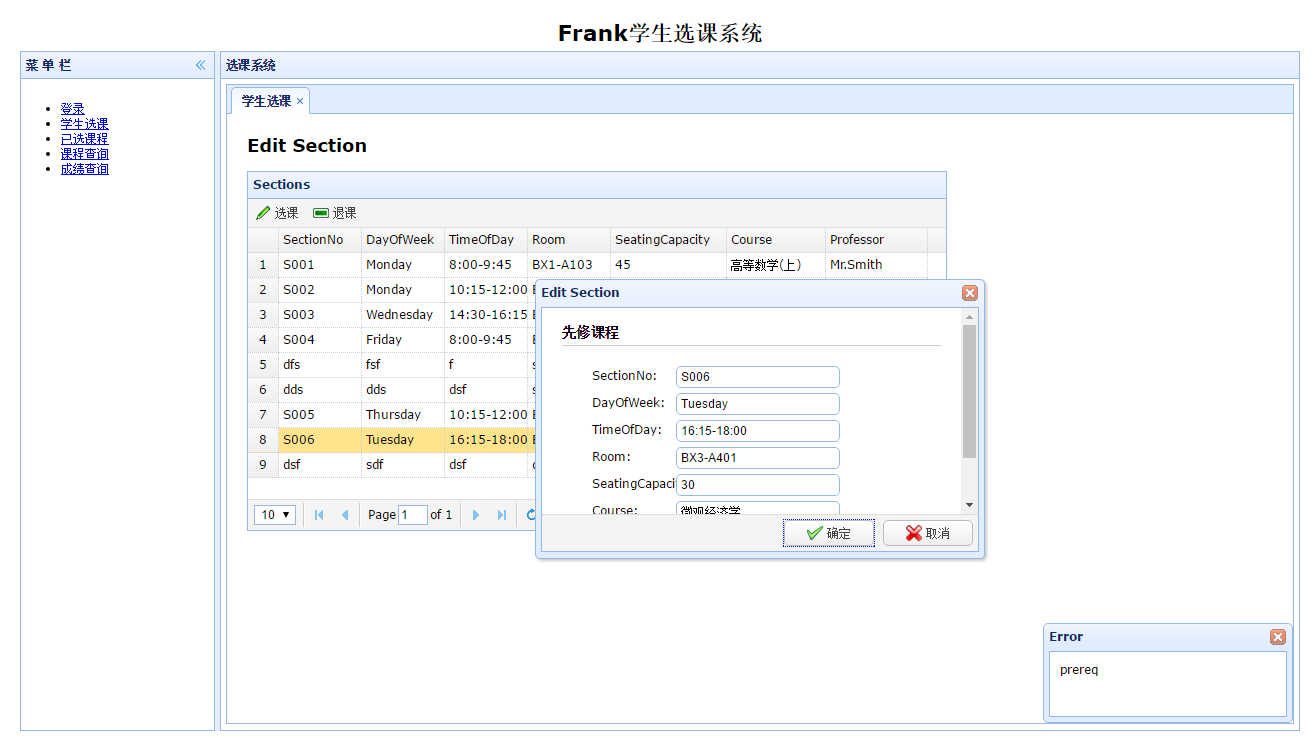 Frank学生选课系统
菜单栏
选课系统
学生选课
登录
学生选课
已选课程
课程查询
成绩查询
Edit Section
Sections
选课 退课
SectionNo DayOfWeek TimeOfDay Room SeatingCapacity Course Professor
1 S001 Monday 8:00-9:45 BX1-A103 45 高等数学(上) Mr.Smith
2 S002 Monday 10:15-12:00
3 S003 Wednesday 14:30-16:15
4 S004 Friday 8:00-9:45
5 dfs fsf f
6 dds dds dsf
7 S005 Thursday 10:15-12:00
8 S006 Tuesday 16:15-18:00
9 dsf sdf dsf
10 Page 1 of 1
Edit Section
先修课程
SectionNo: S006
DayOfWeek: Tuesday
TimeOfDay: 16:15-18:00
Room: BX3-A401
SeatingCapaci 30
Course: 微观经济学
确定 取消
Error
prereq